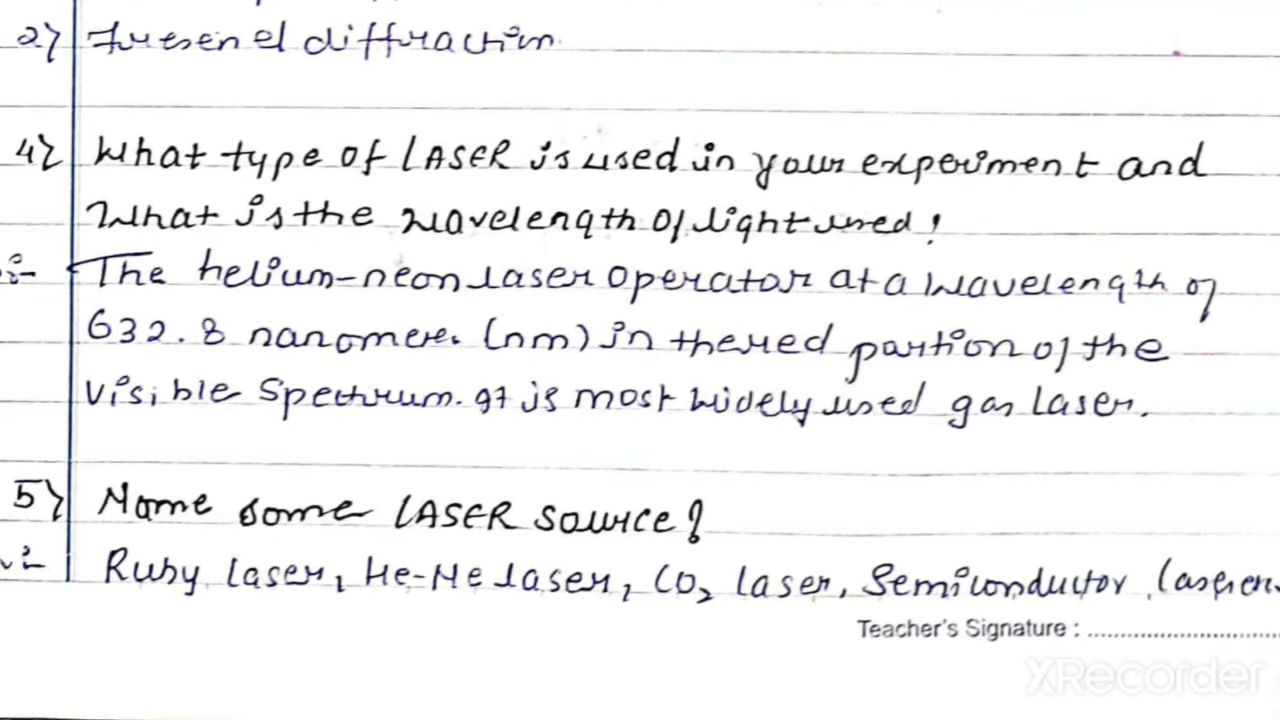 2} Fresenel diffraction.
4} What type of LASER is used in your experiment and
What is the wavelength of light used?
:- The helium-neon laser operator at a wavelength of
632.8 nanomere. (nm) in the red partion of the
visible Spectrum. It is most widely used gas laser.
5} Name some LASER source?
:- Ruby laser, He-Ne laser, CO₂ laser, Semiconductor laser
Teacher's Signature : ..............................
XRecorder